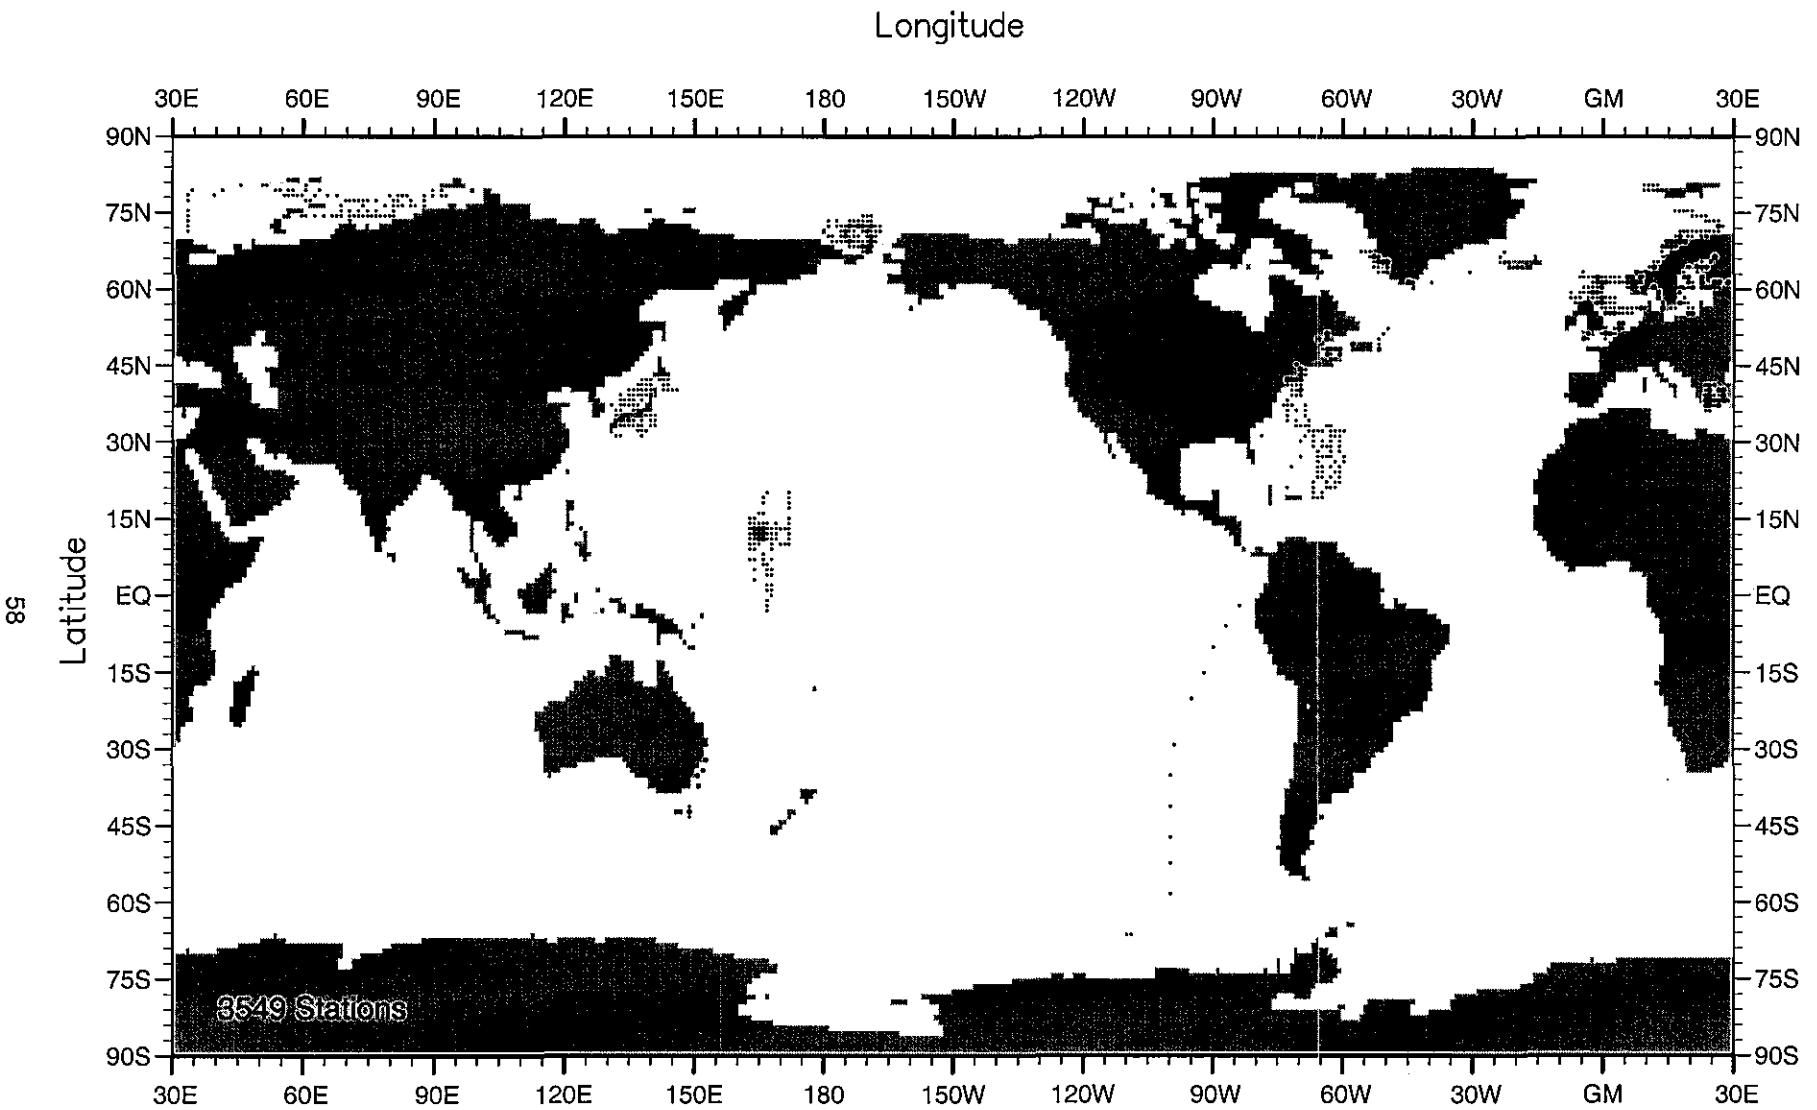 Longitude
30E 60E 90E 120E 150E 180 150W 120W 90W 60W 30W GM 30E
90N 90N
75N 75N
60N 60N
45N 45N
30N 30N
15N 15N
EQ EQ
15S 15S
30S 30S
45S 45S
60S 60S
75S 75S
90S 90S
Latitude
58
3549 Stations
30E 60E 90E 120E 150E 180 150W 120W 90W 60W 30W GM 30E